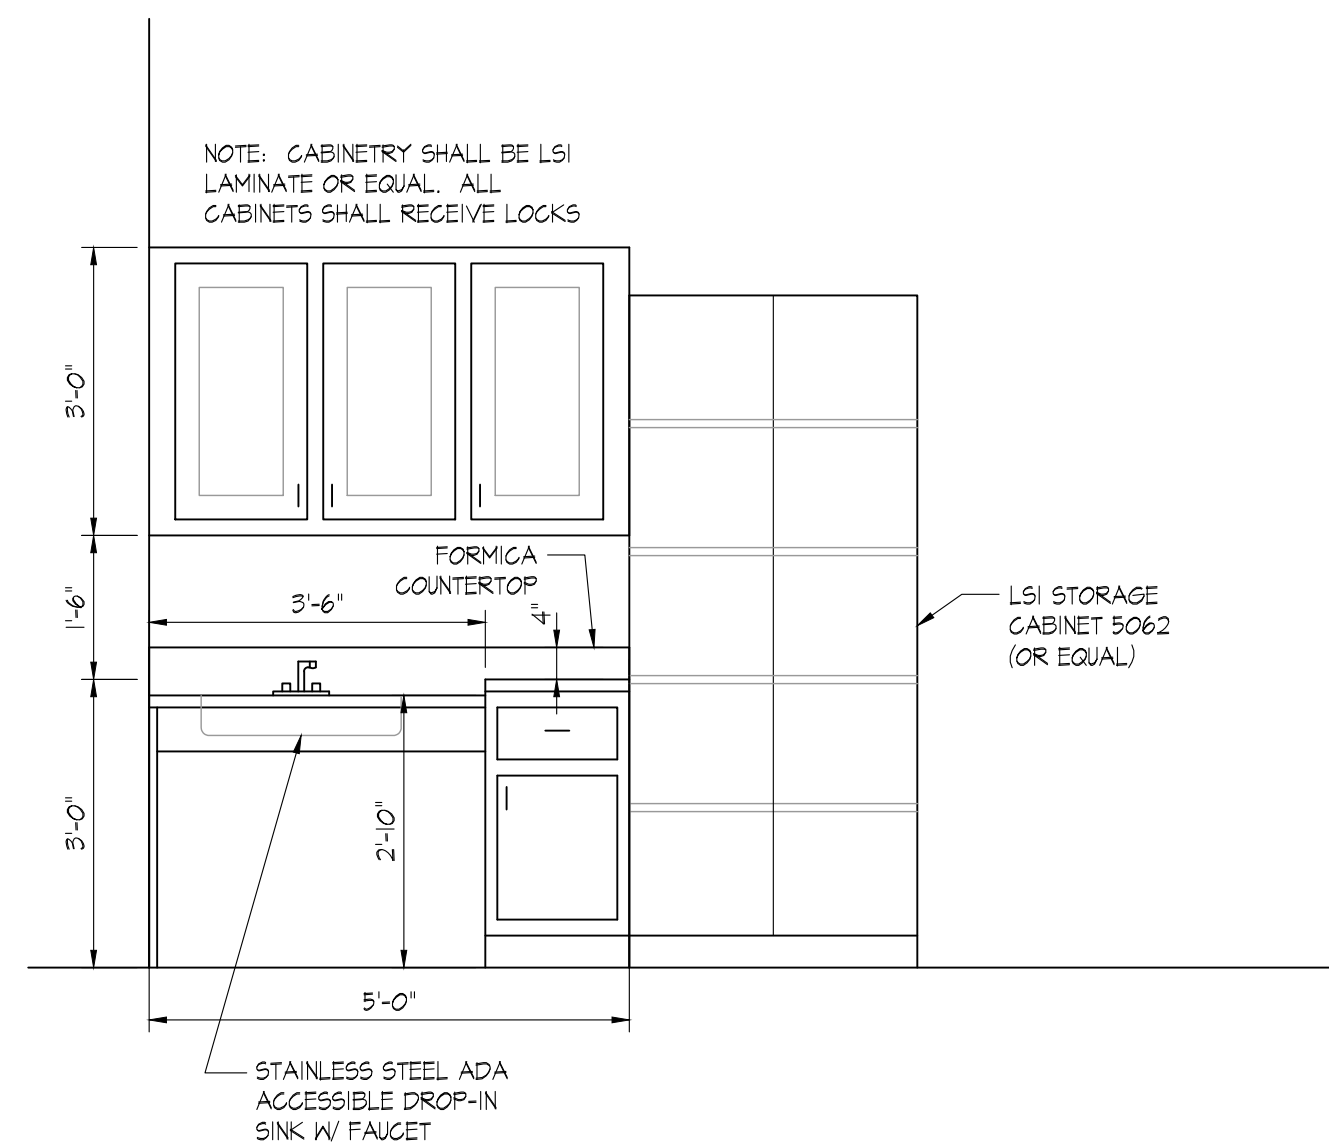 NOTE: CABINETRY SHALL BE LSI
LAMINATE OR EQUAL. ALL
CABINETS SHALL RECEIVE LOCKS
3'-0"
1'-6"
3'-0"
FORMICA
COUNTERTOP
3'-6"
4"
2'-10"
LSI STORAGE
CABINET 5062
(OR EQUAL)
5'-0"
STAINLESS STEEL ADA
ACCESSIBLE DROP-IN
SINK W/ FAUCET